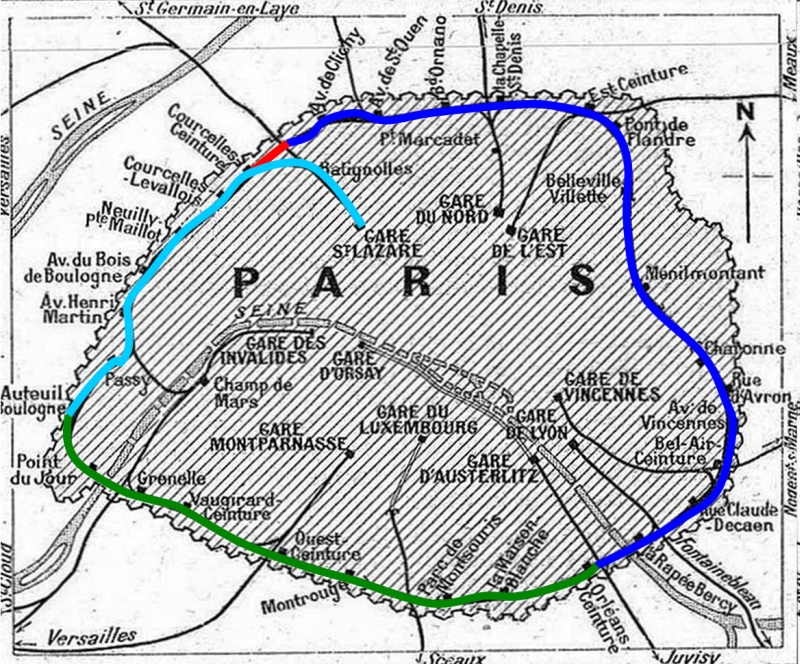 St Germain-en-Laye
St Denis
Av. de Clichy
Av. de St Ouen
Bd Ornano
la Chapelle-
St Denis
Est Ceinture
Meaux
SEINE
N
Courcelles
Ceinture
Pt Marcadet
Pont de
Flandre
Versailles
Courcelles
-Levallois
Batignolles
Belleville
Villette
Neuilly-
Pte Maillot
GARE
DU NORD
GARE
ST LAZARE
GARE
DE L'EST
Av. du Bois
de Boulogne
PARIS
Ménilmontant
Av. Henri
Martin
SEINE
GARE DES
INVALIDES
GARE
D'ORSAY
Charonne
Passy
Champ de
Mars
GARE DE
VINCENNES
Rue
d'Avron
Auteuil
Boulogne
GARE DU
LUXEMBOURG
GARE
DE LYON
Av. de
Vincennes
GARE
MONTPARNASSE
Bel-Air-
Ceinture
Point
du Jour
GARE
D'AUSTERLITZ
Nogent s. Marne
Grenelle
Vaugirard-
Ceinture
Rue Claude
Decaen
Ouest-
Ceinture
Parc de
Montsouris
la Maison-
Blanche
la Rapée Bercy
Fontainebleau
St Cloud
Montrouge
Orléans
Ceinture
Versailles
Sceaux
Juvisy